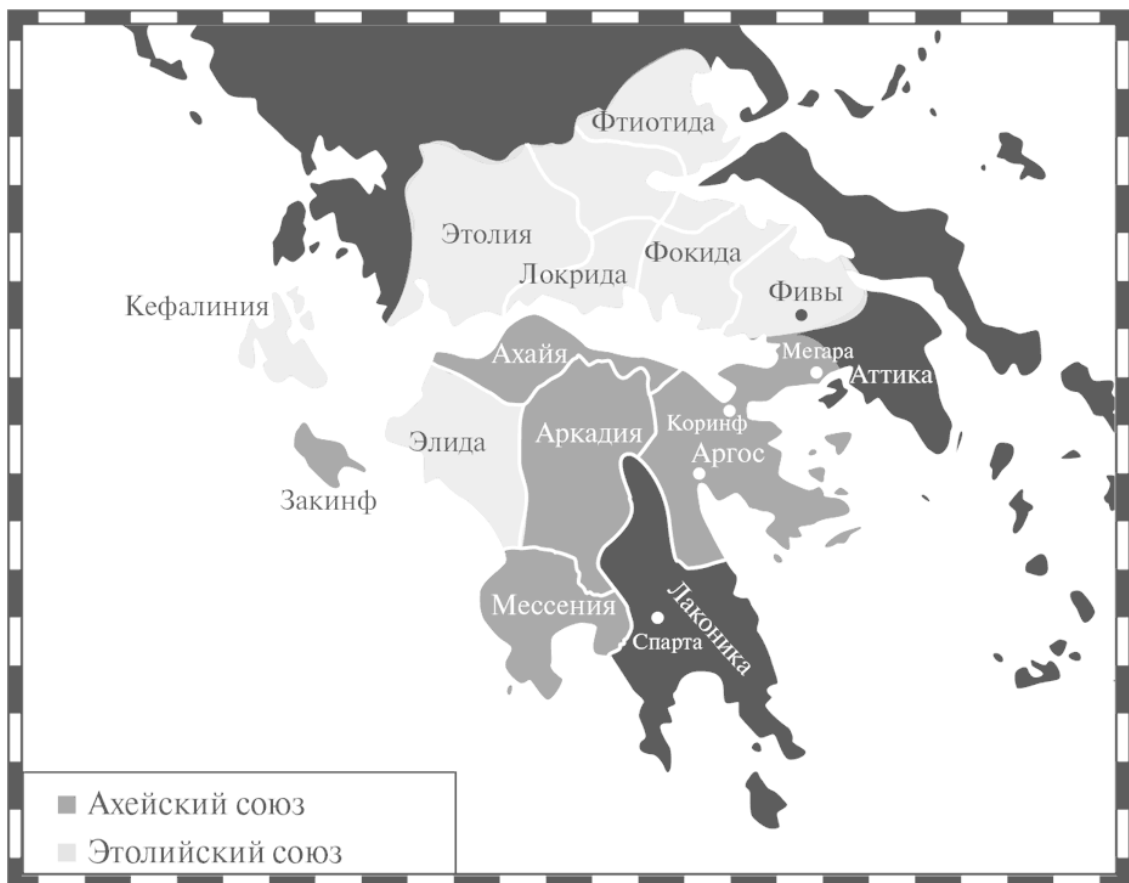 Фтиотида
Этолия
Фокида
Локрида
Фивы
Кефалиния
Мегара
Ахайя
Аттика
Коринф
Аркадия
Элида
Аргос
Закинф
Мессения
Лаконика
Спарта
Ахейский союз
Этолийский союз